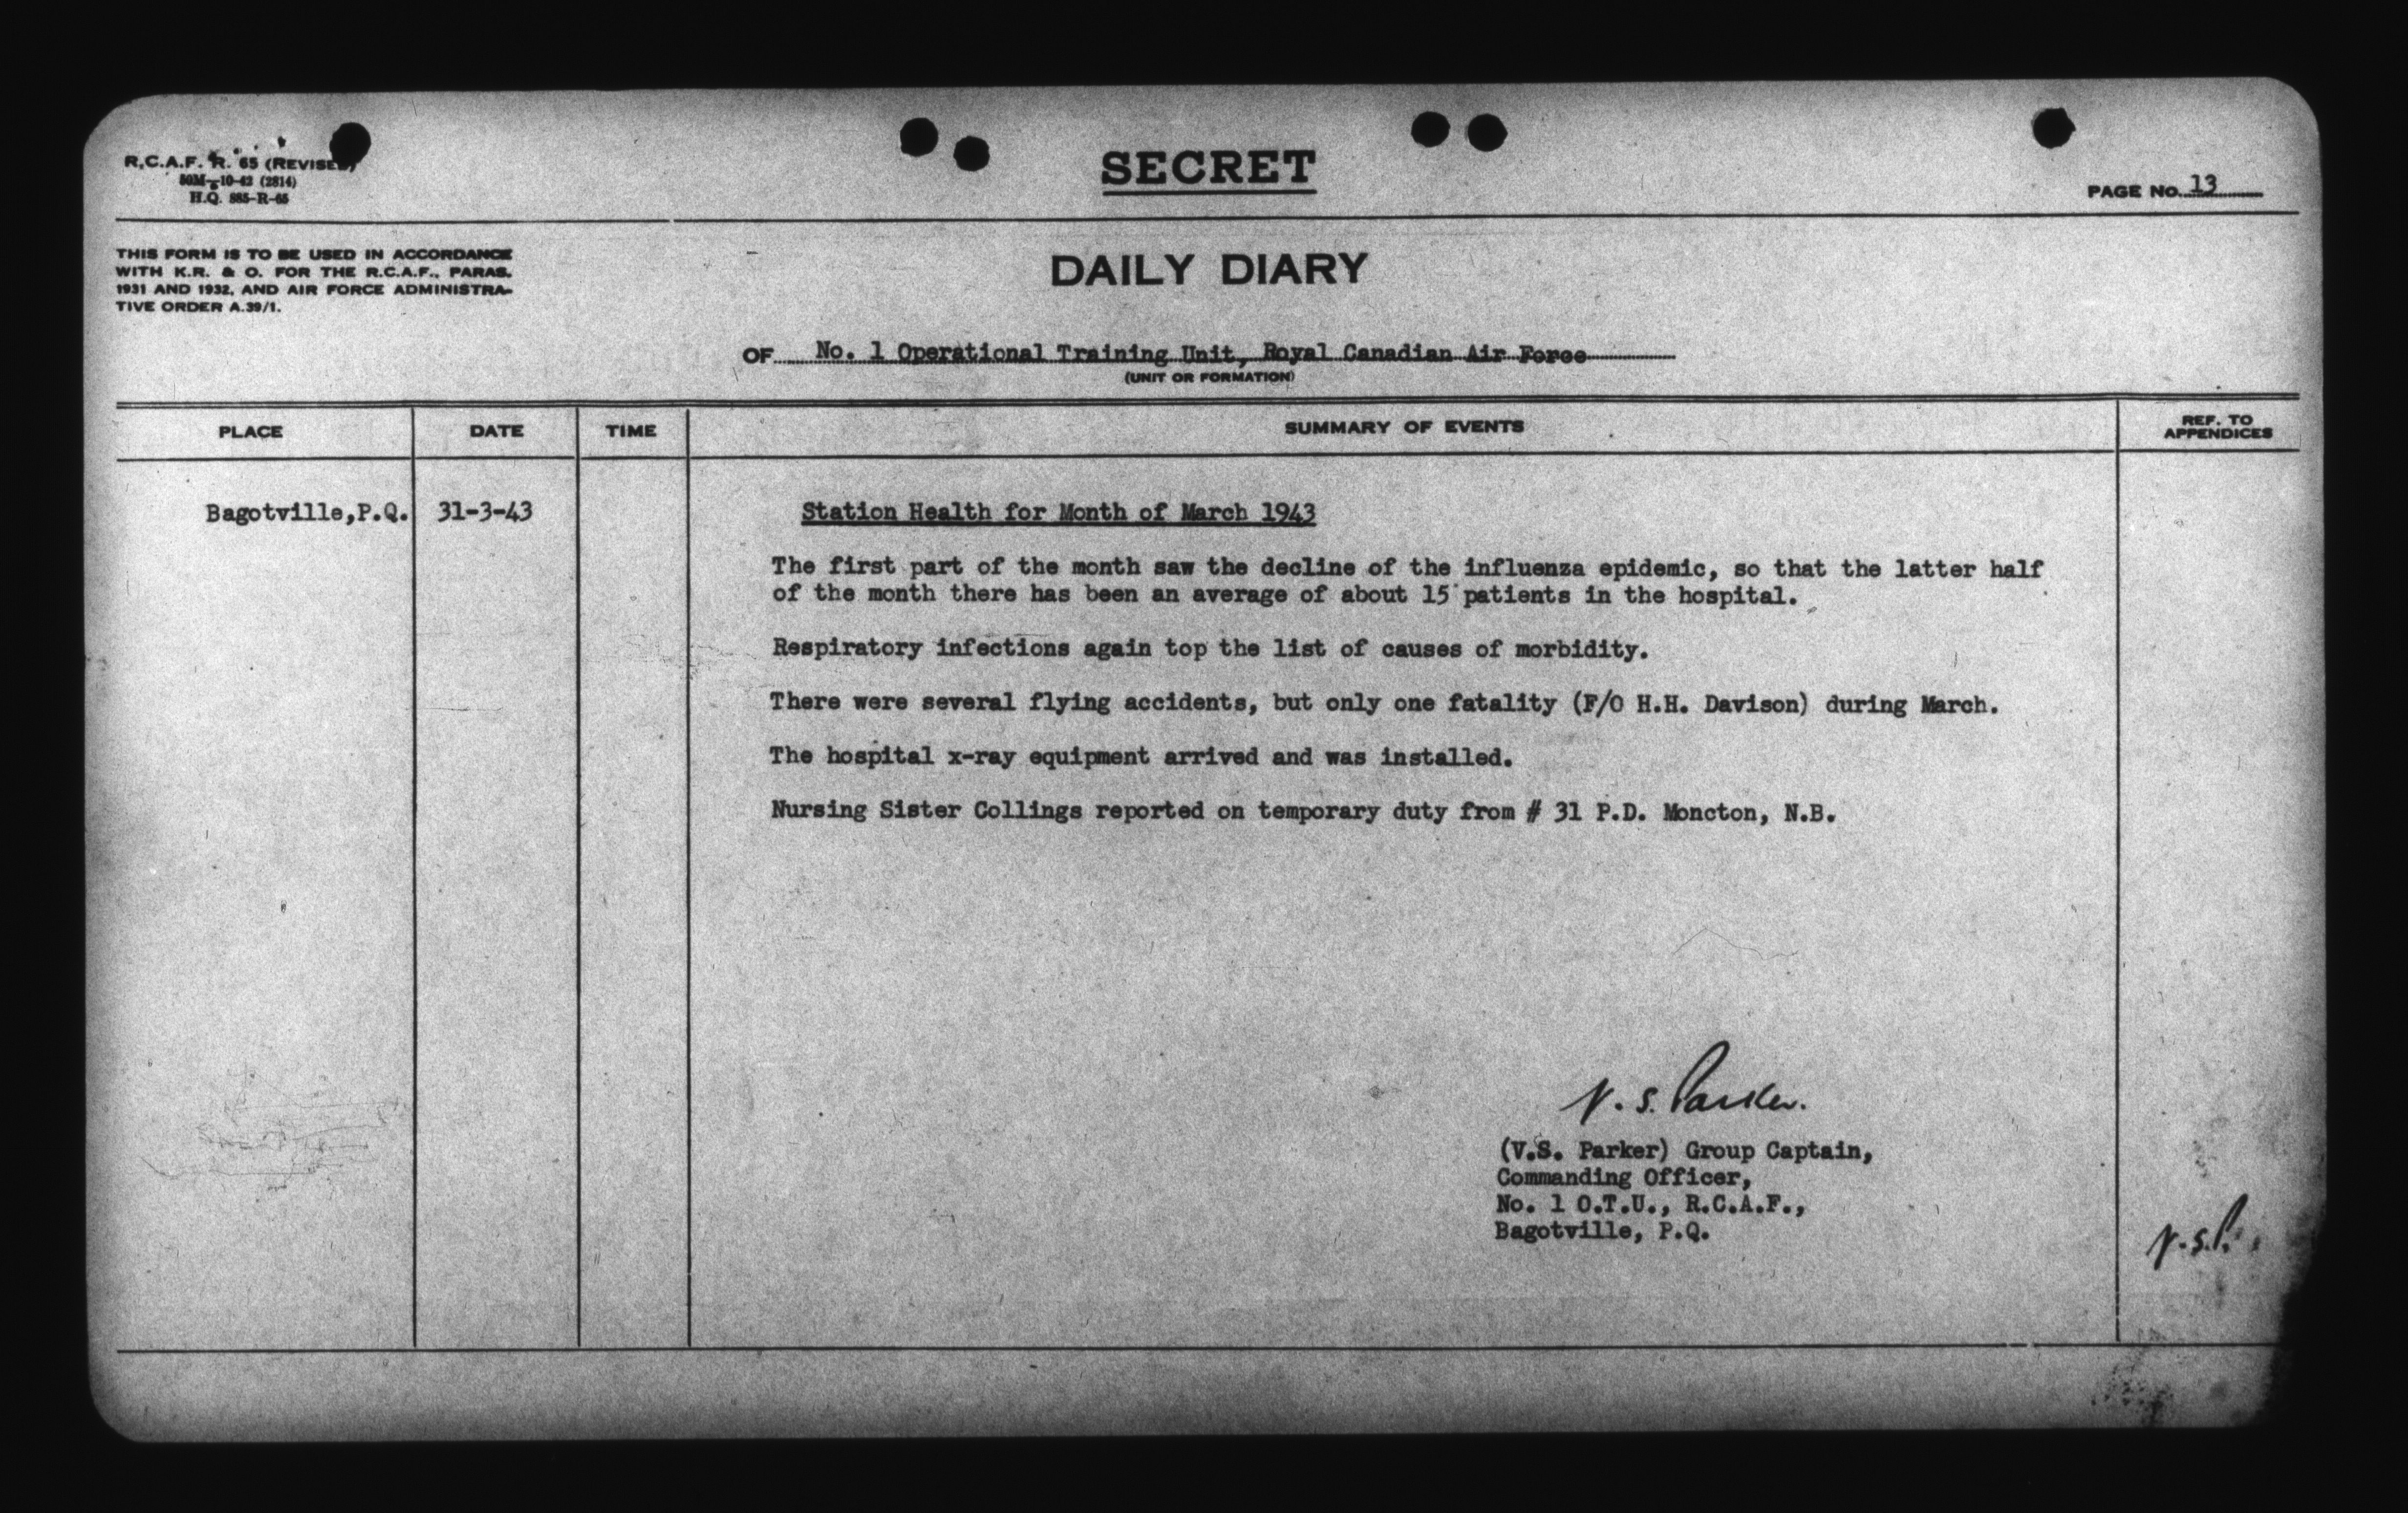 R.C.A.F. R. 65 (REVISED)
50M-10-42 (2814)
H.Q. 885-R-65
SECRET
PAGE No. 13
THIS FORM IS TO BE USED IN ACCORDANCE
WITH K.R. & O. FOR THE R.C.A.F., PARAS.
1931 AND 1932, AND AIR FORCE ADMINISTRA-
TIVE ORDER A.39/1.
DAILY DIARY
OF No. 1 Operational Training Unit, Royal Canadian Air Force
(UNIT OR FORMATION)
PLACE DATE TIME SUMMARY OF EVENTS REF. TO
APPENDICES
Bagotville,P.Q. 31-3-43 Station Health for Month of March 1943
The first part of the month saw the decline of the influenza epidemic, so that the latter half
of the month there has been an average of about 15 patients in the hospital.
Respiratory infections again top the list of causes of morbidity.
There were several flying accidents, but only one fatality (F/O H.H. Davison) during March.
The hospital x-ray equipment arrived and was installed.
Nursing Sister Collings reported on temporary duty from # 31 P.D. Moncton, N.B.
V. S. Parker.
(V.S. Parker) Group Captain,
Commanding Officer,
No. 1 O.T.U., R.C.A.F.,
Bagotville, P.Q.
V.S.P.